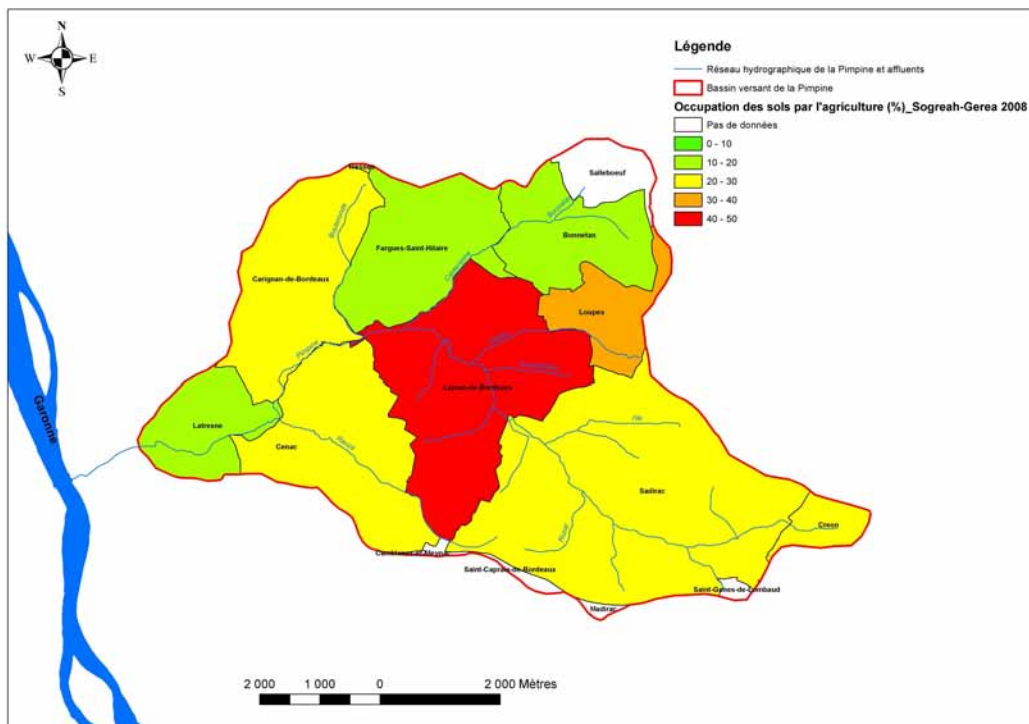 N
W E
S
Légende
Réseau hydrographique de la Pimpine et affluents
Bassin versant de la Pimpine
Occupation des sols par l'agriculture (%)_Sogreah-Gerea 2008
Pas de données
0 - 10
10 - 20
20 - 30
30 - 40
40 - 50
Salleboeuf
Bonnetan
Fargues-Saint-Hilaire
Carignan-de-Bordeaux
Loupes
Pimpine
Lignan-de-Bordeaux
Garonne
Latresne
Cenac
Rauzé
Sadirac
Creon
Saint-Caprais-de-Bordeaux
Saint-Genes-de-Lombaud
Madirac
2 000 1 000 0 2 000 Mètres